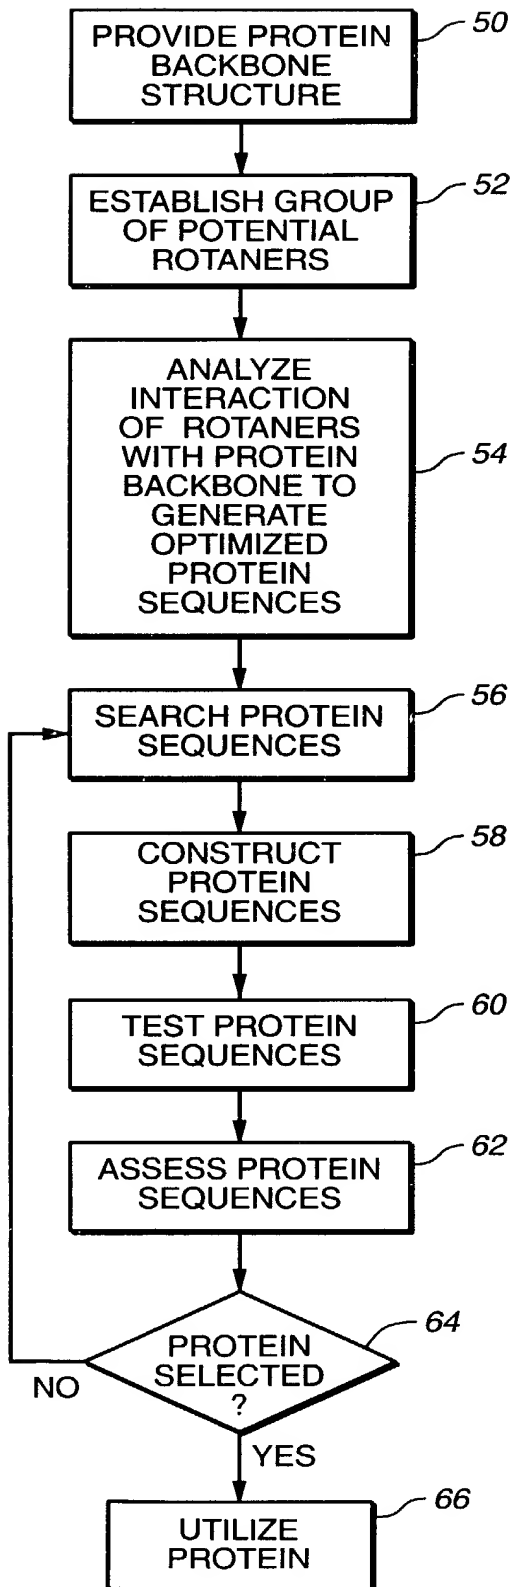 PROVIDE PROTEIN
BACKBONE
STRUCTURE
50
ESTABLISH GROUP
OF POTENTIAL
ROTANERS
52
ANALYZE
INTERACTION
OF ROTANERS
WITH PROTEIN
BACKBONE TO
GENERATE
OPTIMIZED
PROTEIN
SEQUENCES
54
SEARCH PROTEIN
SEQUENCES
56
CONSTRUCT
PROTEIN
SEQUENCES
58
TEST PROTEIN
SEQUENCES
60
ASSESS PROTEIN
SEQUENCES
62
PROTEIN
SELECTED
?
64
NO
YES
UTILIZE
PROTEIN
66